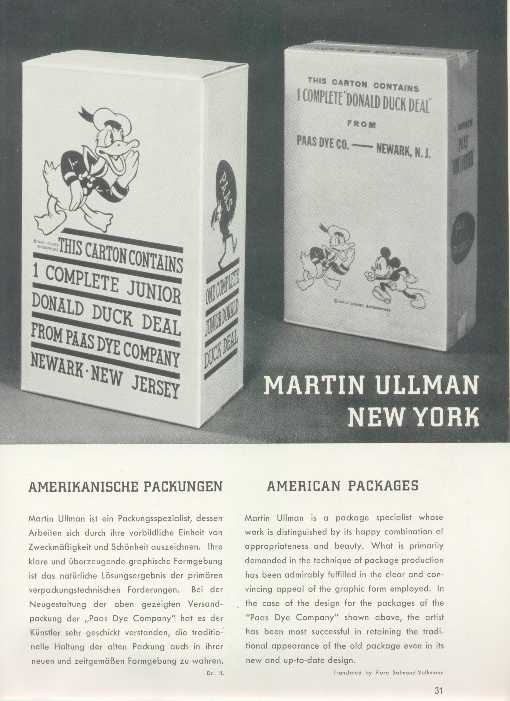 THIS CARTON CONTAINS
1 COMPLETE JUNIOR
DONALD DUCK DEAL
FROM PAAS DYE COMPANY
NEWARK · NEW JERSEY
PAAS
ONE COMPLETE
JUNIOR DONALD
DUCK DEAL
THIS CARTON CONTAINS
1 COMPLETE "DONALD DUCK DEAL"
FROM
PAAS DYE CO. — NEWARK, N. J.
MARTIN ULLMAN
NEW YORK
AMERIKANISCHE PACKUNGEN
Martin Ullman ist ein Packungsspezialist, dessen
Arbeiten sich durch ihre vorbildliche Einheit von
Zweckmäßigkeit und Schönheit auszeichnen. Ihre
klare und überzeugende graphische Formgebung
ist das natürliche Lösungsergebnis der primären
verpackungstechnischen Forderungen. Bei der
Neugestaltung der oben gezeigten Versand-
packung der „Paas Dye Company" hat es der
Künstler sehr geschickt verstanden, die traditio-
nelle Haltung der alten Packung auch in ihrer
neuen und zeitgemäßen Formgebung zu wahren.
Dr. H.
AMERICAN PACKAGES
Martin Ullman is a package specialist whose
work is distinguished by its happy combination of
appropriateness and beauty. What is primarily
demanded in the technique of package production
has been admirably fulfilled in the clear and con-
vincing appeal of the graphic form employed. In
the case of the design for the packages of the
"Paas Dye Company" shown above, the artist
has been most successful in retaining the tradi-
tional appearance of the old package even in its
new and up-to-date design.
31